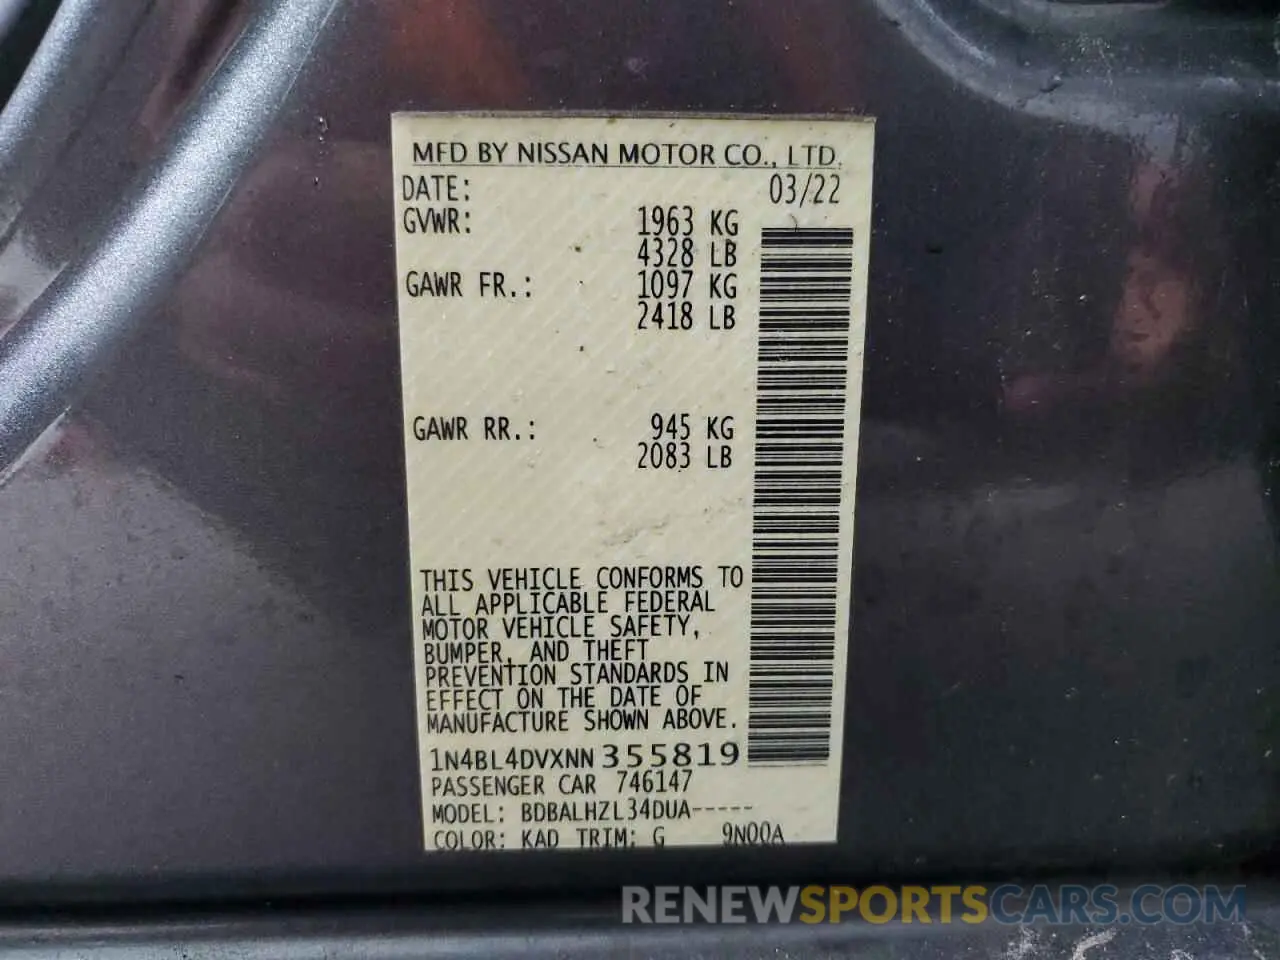 MFD BY NISSAN MOTOR CO., LTD.
DATE: 03/22
GVWR: 1963 KG
4328 LB
GAWR FR.: 1097 KG
2418 LB
GAWR RR.: 945 KG
2083 LB
THIS VEHICLE CONFORMS TO
ALL APPLICABLE FEDERAL
MOTOR VEHICLE SAFETY,
BUMPER, AND THEFT
PREVENTION STANDARDS IN
EFFECT ON THE DATE OF
MANUFACTURE SHOWN ABOVE.
1N4BL4DVXNN355819
PASSENGER CAR 746147
MODEL: BDBALHZL34DUA-----
COLOR: KAD TRIM: G 9N00A
RENEWSPORTSCARS.COM